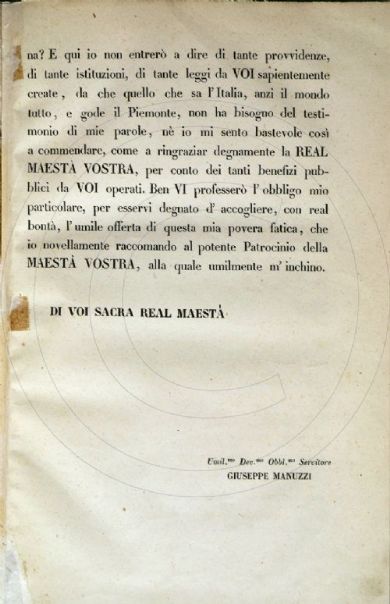 na? E qui io non entrerò a dire di tante provvidenze,
di tante istituzioni, di tante leggi da VOI sapientemente
create, da che quello che sa l'Italia, anzi il mondo
tutto, e gode il Piemonte, non ha bisogno del testi-
monio di mie parole, nè io mi sento bastevole così
a commendare, come a ringraziar degnamente la REAL
MAESTÀ VOSTRA, per conto dei tanti benefizi pub-
blici da VOI operati. Ben VI professerò l'obbligo mio
particolare, per esservi degnato d'accogliere, con real
bontà, l'umile offerta di questa mia povera fatica, che
io novellamente raccomando al potente Patrocinio della
MAESTÀ VOSTRA, alla quale umilmente m'inchino.
DI VOI SACRA REAL MAESTÀ
Umil.mo Dev.mo Obbl.mo Servitore
GIUSEPPE MANUZZI